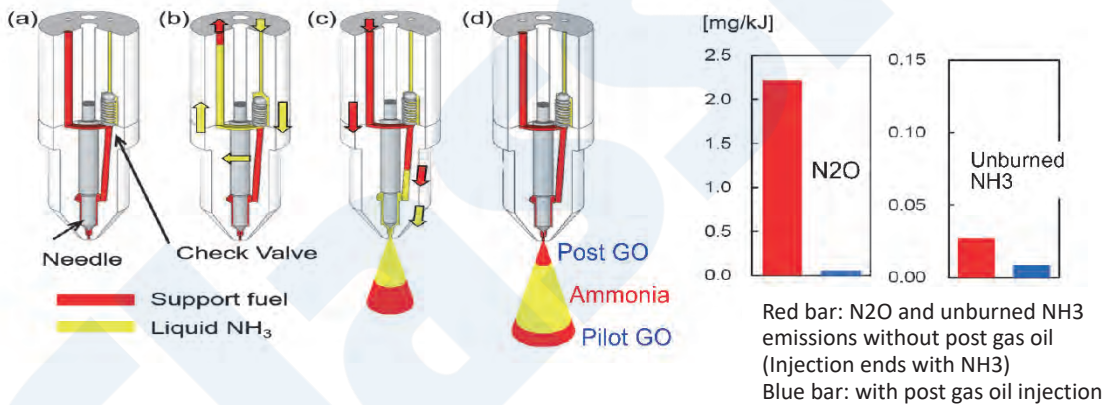 (a) (b) (c) (d)
Needle
Check Valve
Support fuel
Liquid NH₃
Post GO
Ammonia
Pilot GO
[mg/kJ]
2.5
2.0
1.5
1.0
0.5
0.0
N2O
0.15
0.10
0.05
0.00
Unburned
NH3
Red bar: N2O and unburned NH3
emissions without post gas oil
(Injection ends with NH3)
Blue bar: with post gas oil injection